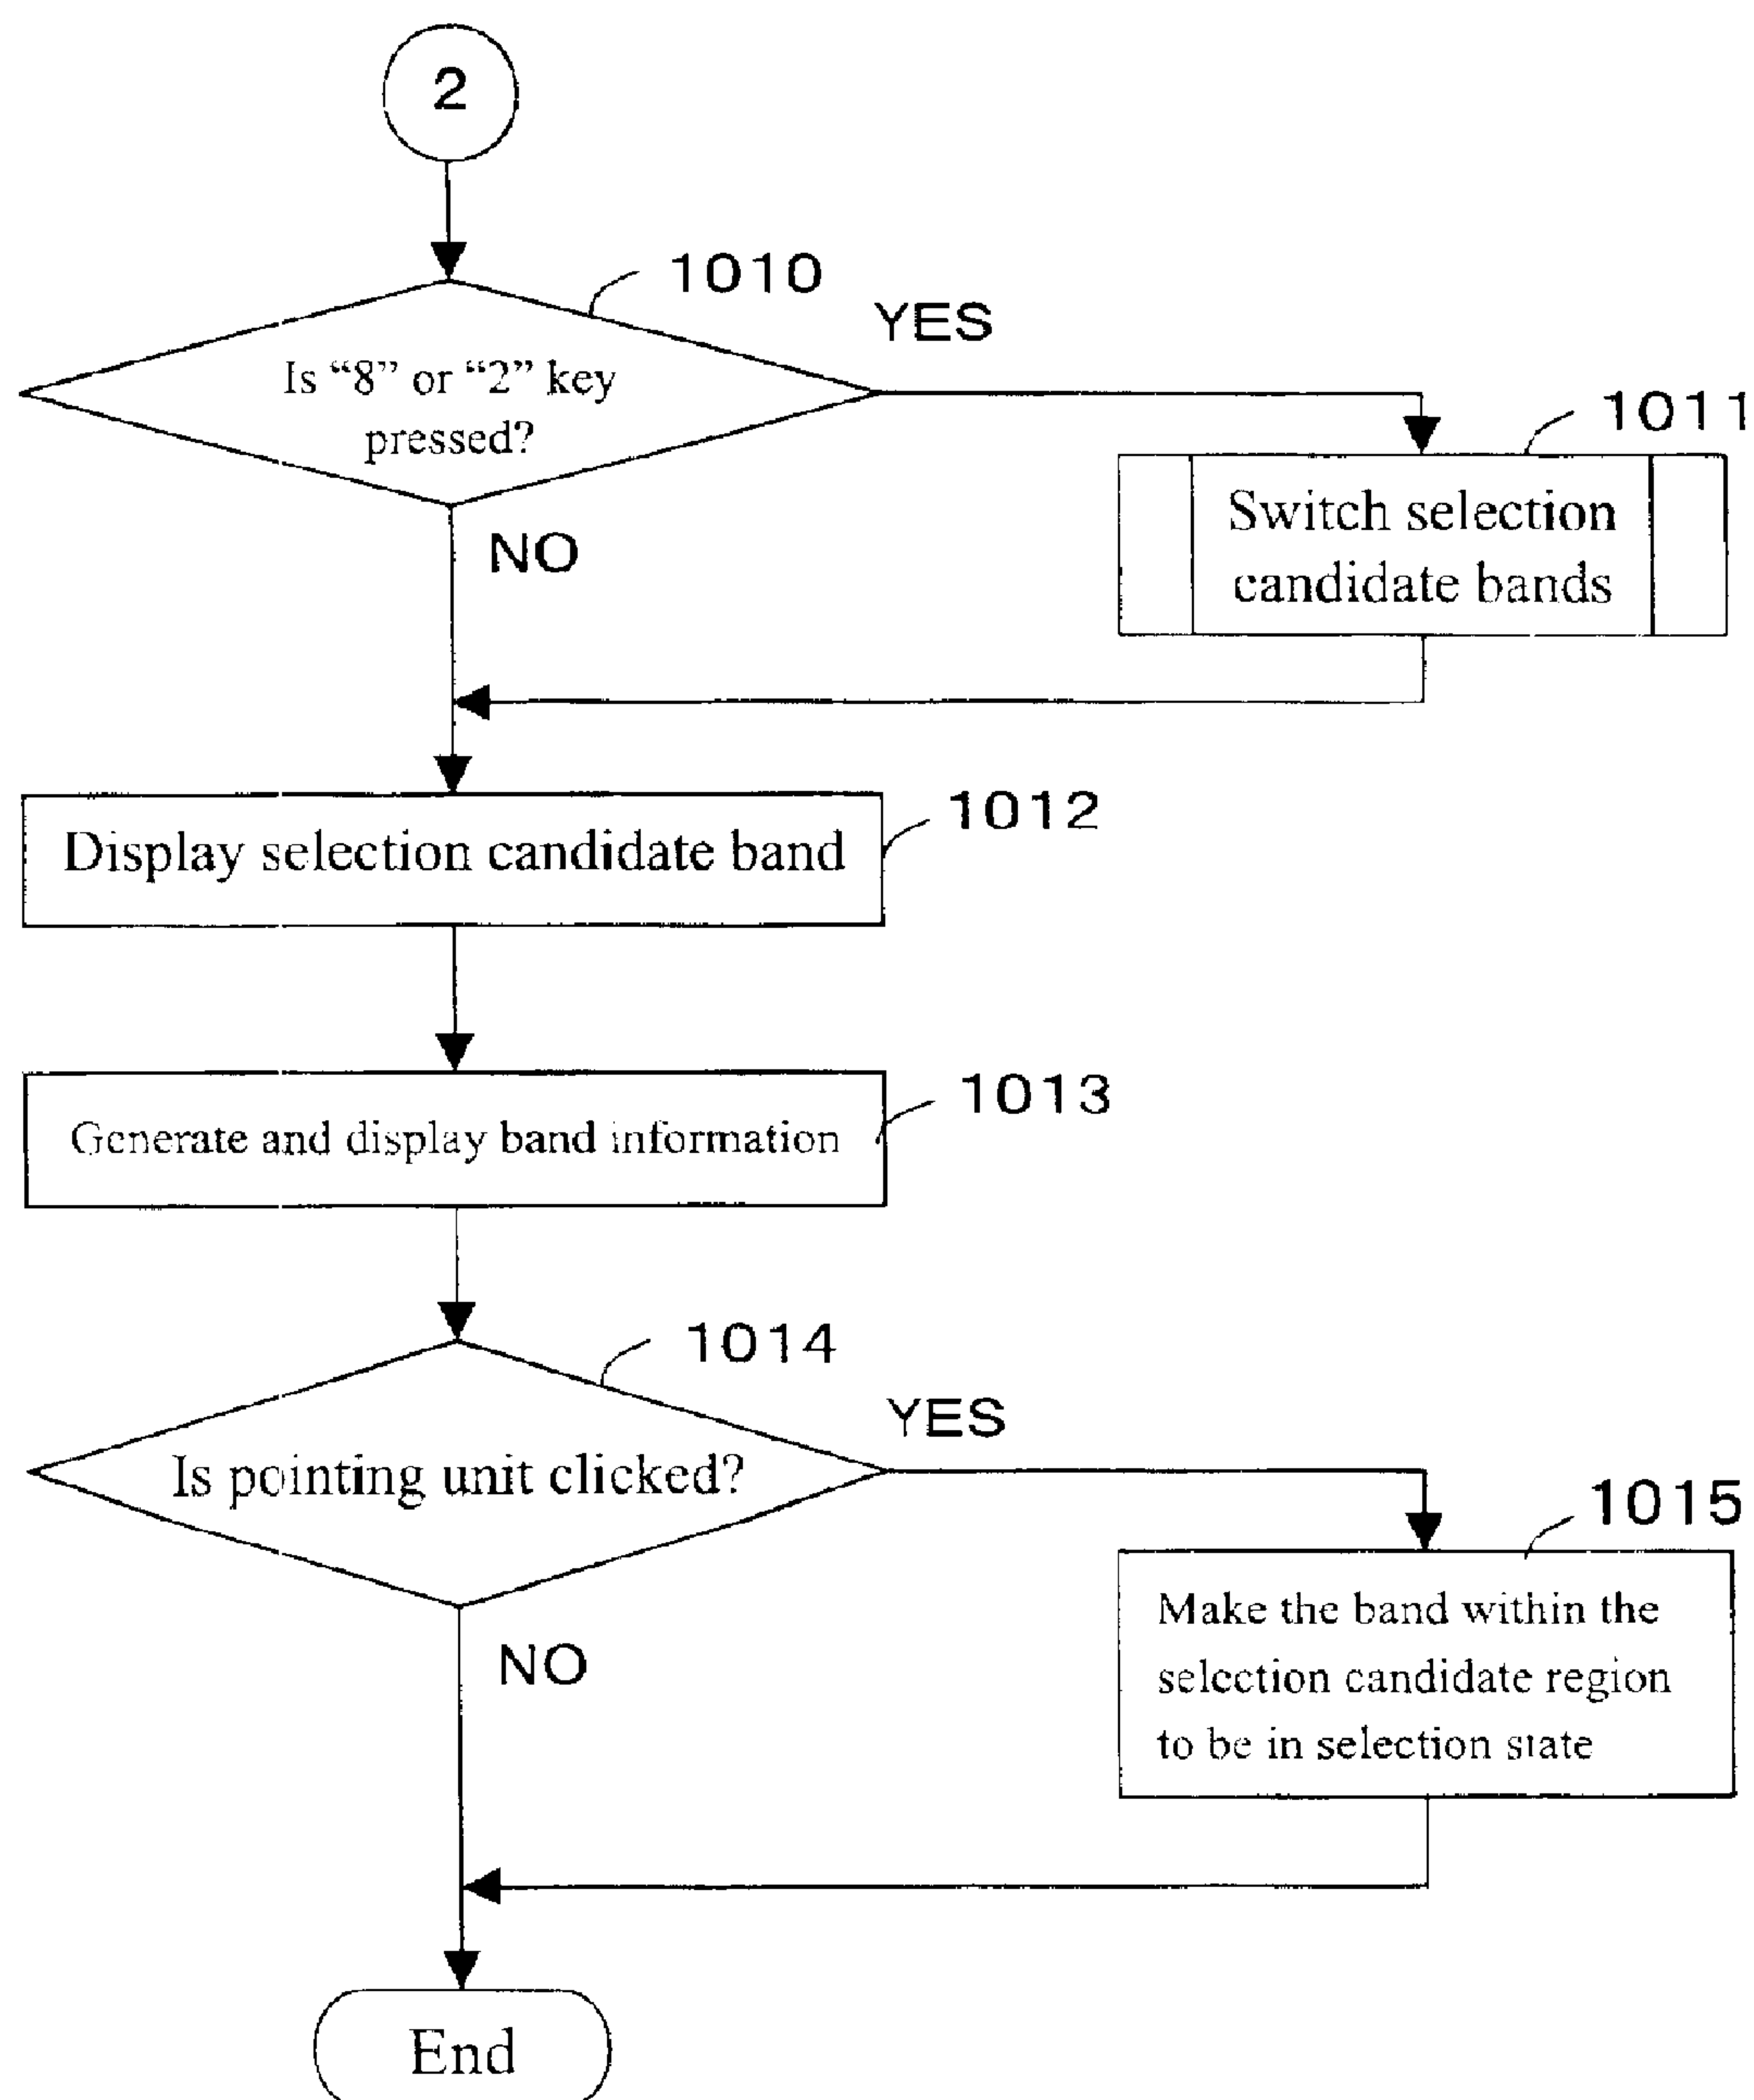 2
1010
YES
Is “8” or “2” key
pressed?
1011
Switch selection
candidate bands
NO
1012
Display selection candidate band
1013
Generate and display band information
1014
YES
Is pointing unit clicked?
1015
Make the band within the
selection candidate region
to be in selection state
NO
End